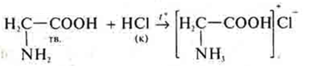 H₂C—COOH + HCl →ᵗ° [H₂C—COOH]⁺Cl⁻
NH₂ тв. (к) NH₃